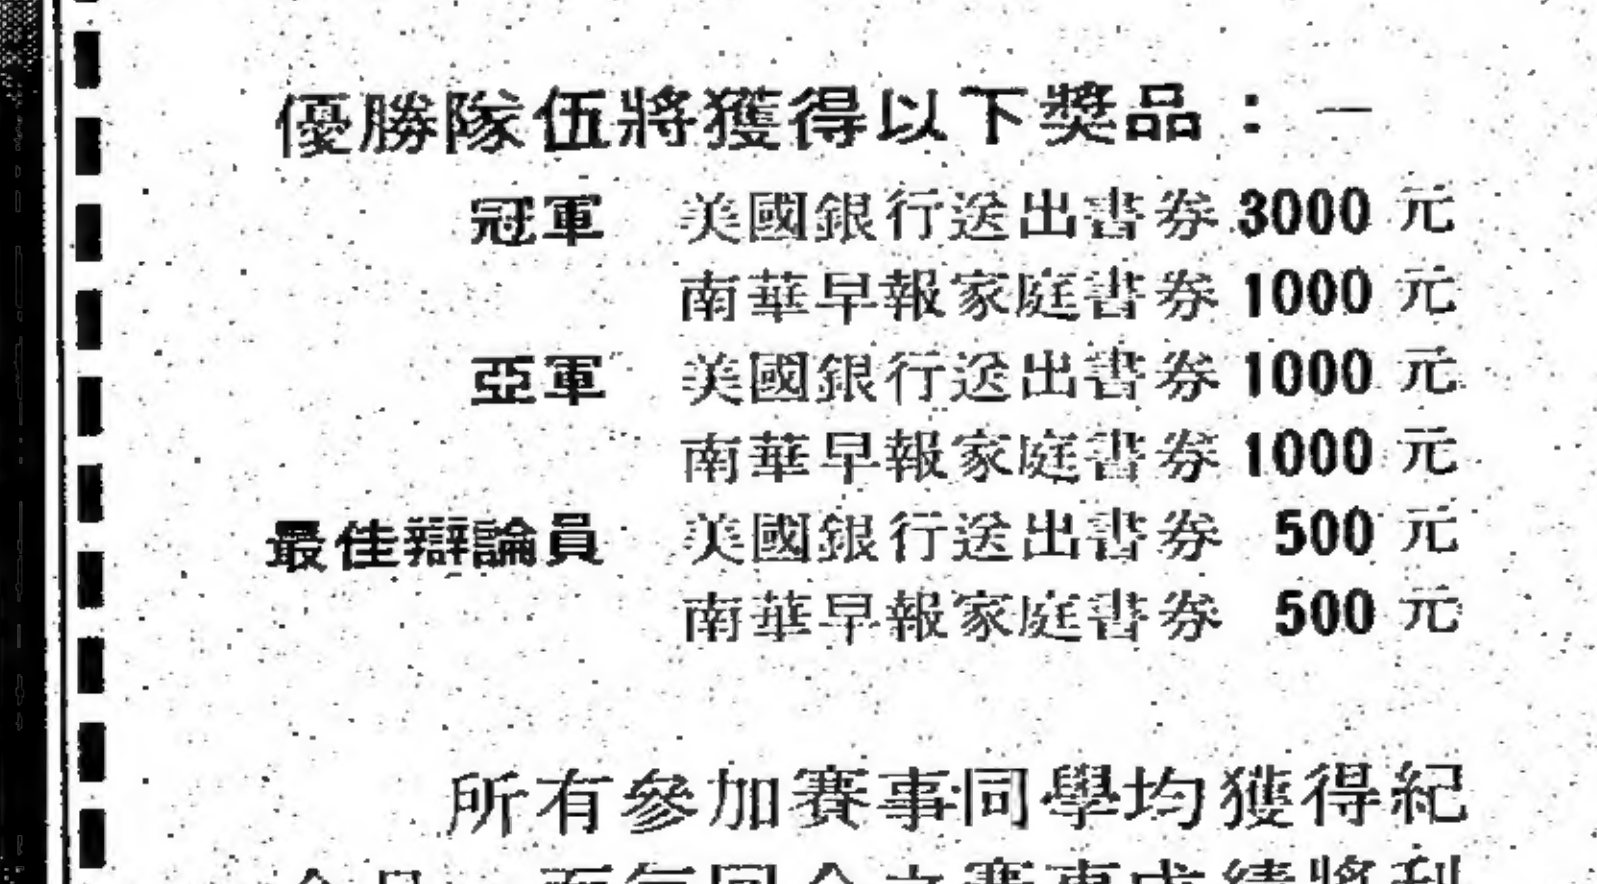 優勝隊伍將獲得以下獎品：—
冠軍 美國銀行送出書券 3000 元
南華早報家庭書券 1000 元
亞軍 美國銀行送出書券 1000 元
南華早報家庭書券 1000 元
最佳辯論員 美國銀行送出書券 500 元
南華早報家庭書券 500 元
所有參加賽事同學均獲得紀